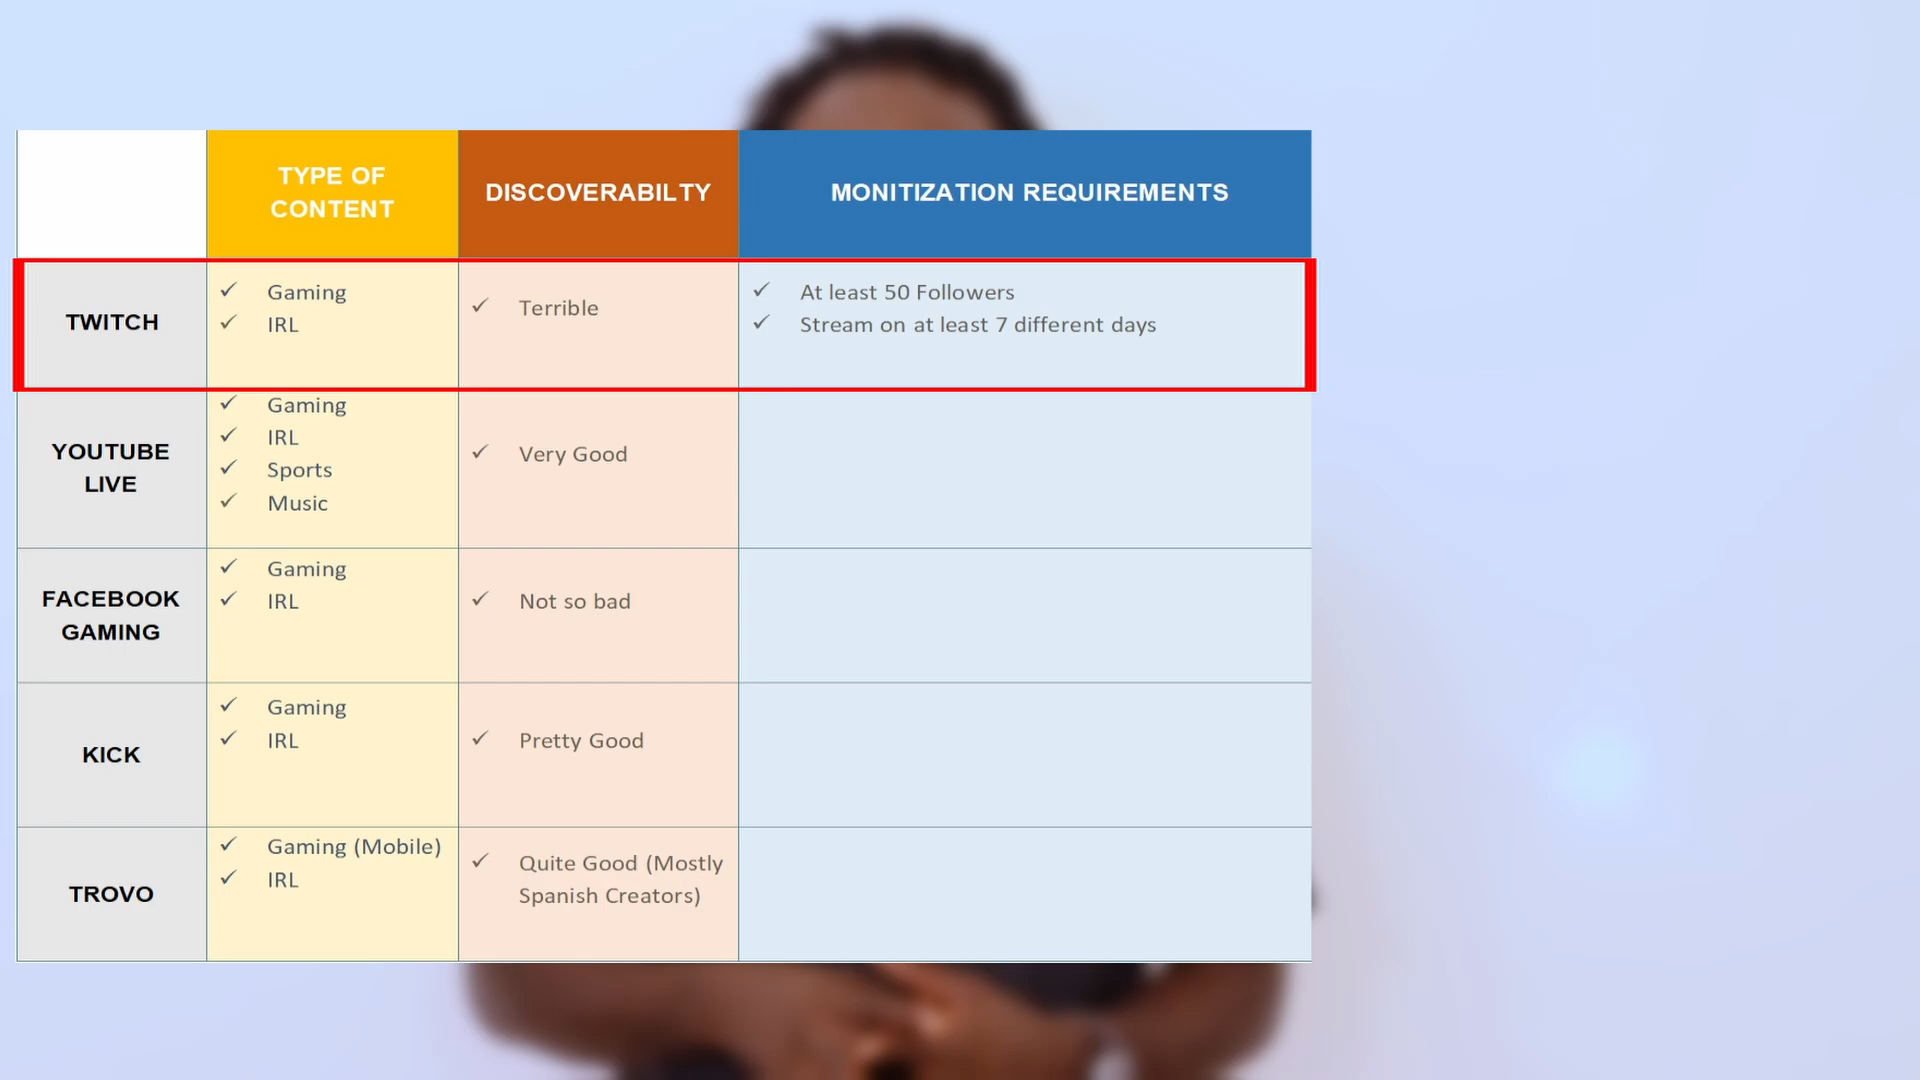 TYPE OF
CONTENT
DISCOVERABILTY
MONITIZATION REQUIREMENTS
TWITCH
✓ Gaming
✓ IRL
✓ Terrible
✓ At least 50 Followers
✓ Stream on at least 7 different days
YOUTUBE
LIVE
✓ Gaming
✓ IRL
✓ Sports
✓ Music
✓ Very Good
FACEBOOK
GAMING
✓ Gaming
✓ IRL
✓ Not so bad
KICK
✓ Gaming
✓ IRL
✓ Pretty Good
TROVO
✓ Gaming (Mobile)
✓ IRL
✓ Quite Good (Mostly
Spanish Creators)